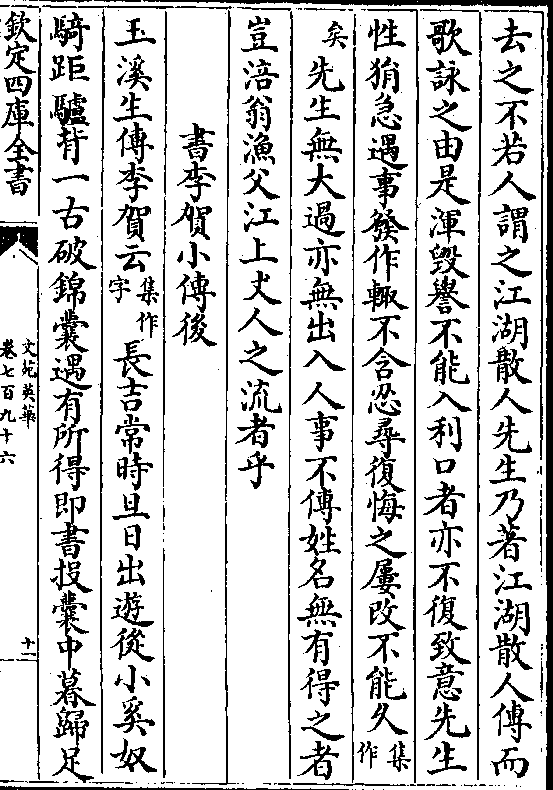 去之不若人謂之江湖散人先生乃著江湖散人傳而
歌詠之由是渾毀譽不能入利口者亦不復致意先生
性狷急遇事發作輙不含忍尋復悔之屢改不能久集作
矣先生無大過亦無出入人事不傳姓名無有得之者
豈涪翁漁父江上丈人之流者乎
書李賀小傳後
玉溪生傳李賀云集作字長吉常時旦日出遊從小奚奴
騎距驢背一古破錦囊遇有所得即書投囊中暮歸足
欽定四庫全書
文苑英華
卷七百九十六
十一